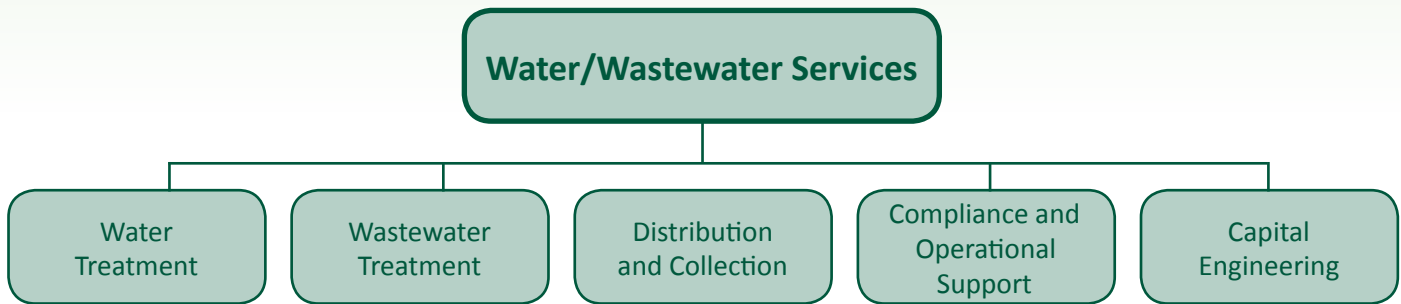 Water/Wastewater Services
Water
Treatment
Wastewater
Treatment
Distribution
and Collection
Compliance and
Operational
Support
Capital
Engineering